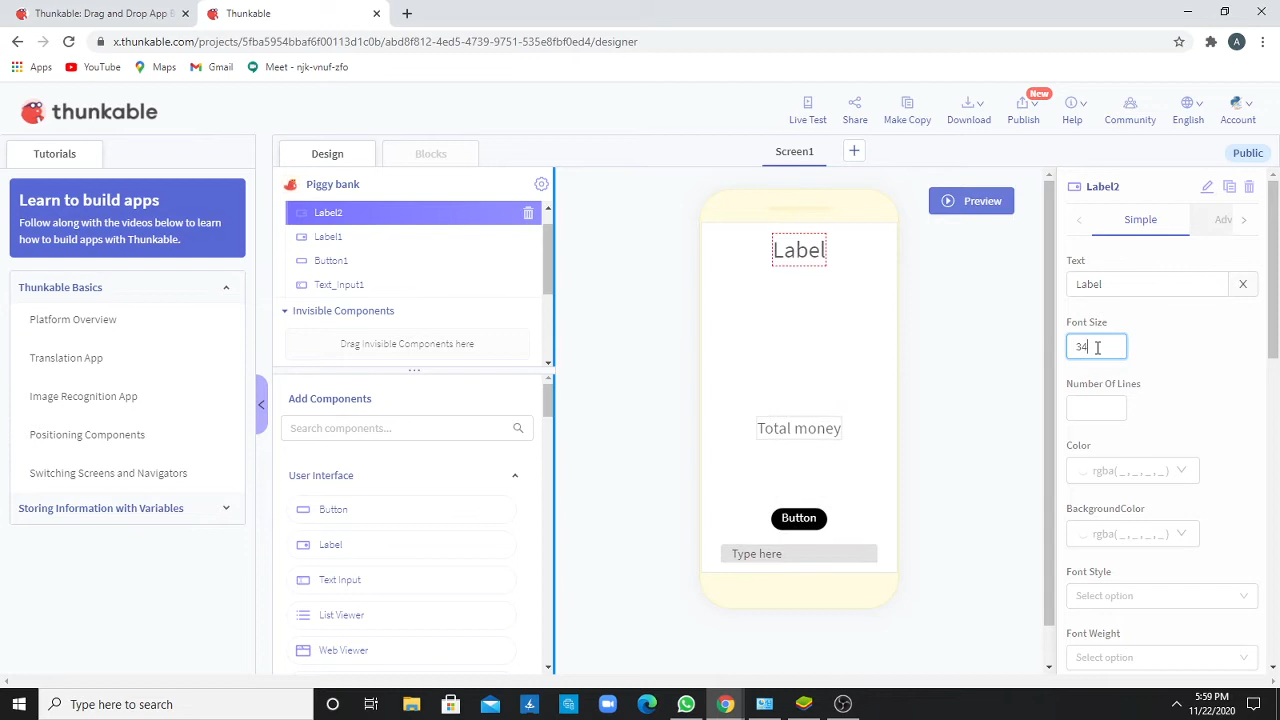 Thunkable: Drag and Drop App B
Thunkable
x.thunkable.com/projects/5fba5954bbaf6f00113d1c0b/abd8f812-4ed5-4739-9751-535e8fbf0ed4/designer
A
Apps
YouTube
Maps
Gmail
Meet - njk-vnuf-zfo
thunkable
Live Test
Share
Make Copy
Download
New
Publish
Help
Community
English
Account
Tutorials
Design
Blocks
Screen1
Public
Learn to build apps
Follow along with the videos below to learn
how to build apps with Thunkable.
Thunkable Basics
Platform Overview
Translation App
Image Recognition App
Positioning Components
Switching Screens and Navigators
Storing Information with Variables
Piggy bank
Label2
Label1
Button1
Text_Input1
Invisible Components
Drag Invisible Components here
Add Components
Search components...
User Interface
Button
Label
Text Input
List Viewer
Web Viewer
Preview
Label
Total money
Button
Type here
Label2
Simple
Adv
Text
Label
X
Font Size
34
Number Of Lines
Color
rgba(_,_,_,_)
BackgroundColor
rgba(_,_,_,_)
Font Style
Select option
Font Weight
Select option
Type here to search
5:59 PM
11/22/2020